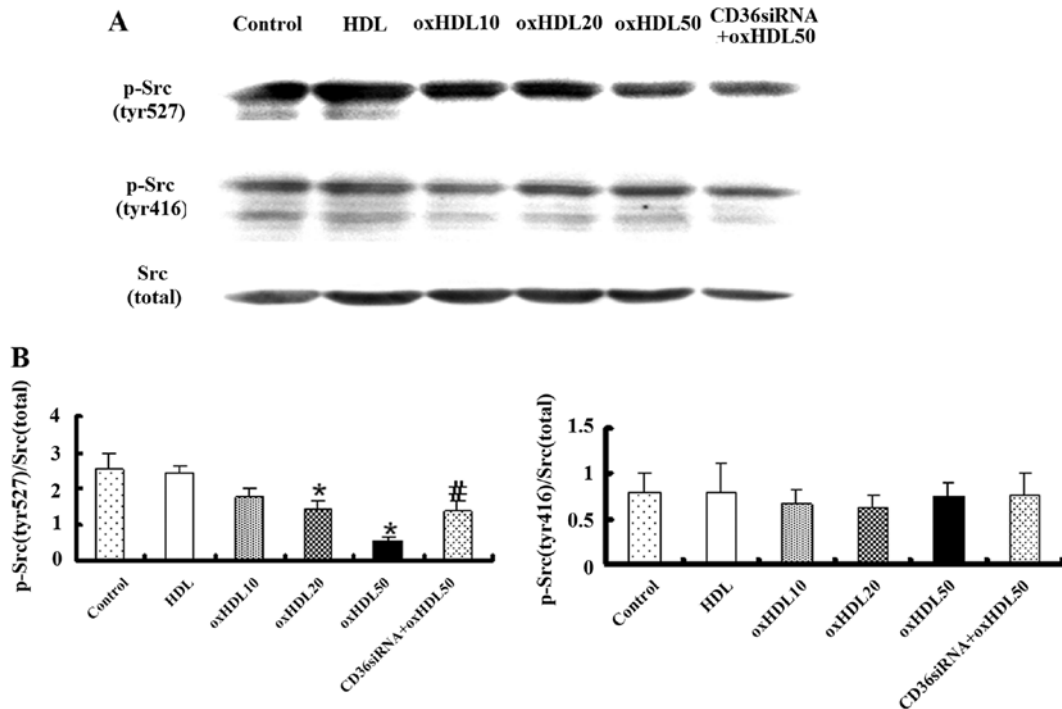 A
Control HDL oxHDL10 oxHDL20 oxHDL50 CD36siRNA
+oxHDL50
p-Src
(tyr527)
p-Src
(tyr416)
Src
(total)
B
p-Src(tyr527)/Src(total)
4
3
2
1
0
* * #
Control HDL oxHDL10 oxHDL20 oxHDL50 CD36siRNA+oxHDL50
p-Src(tyr416)/Src(total)
1.5
1
0.5
0
Control HDL oxHDL10 oxHDL20 oxHDL50 CD36siRNA+oxHDL50